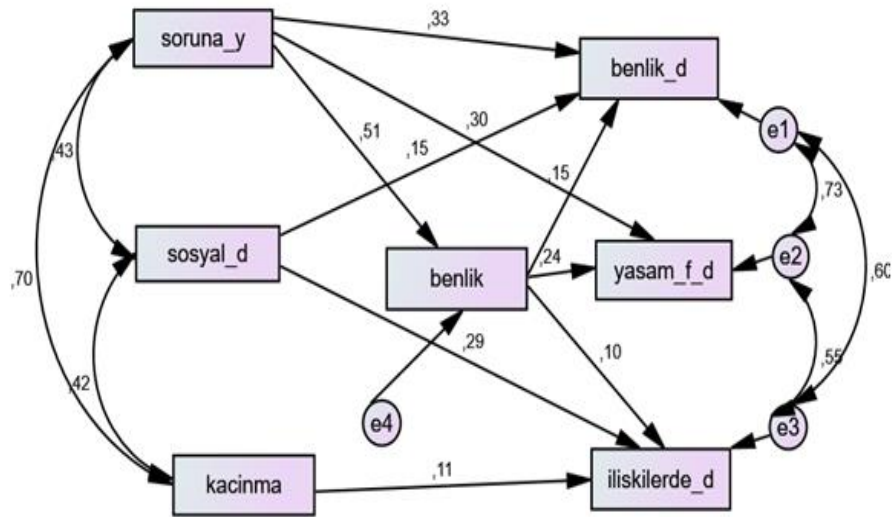 soruna_y
,33
benlik_d
e1
,43
,51
,30
,15
,15
,73
sosyal_d
benlik
,24
yasam_f_d
e2
,70
,60
,42
,29
,10
,55
e4
e3
kacinma
,11
iliskilerde_d